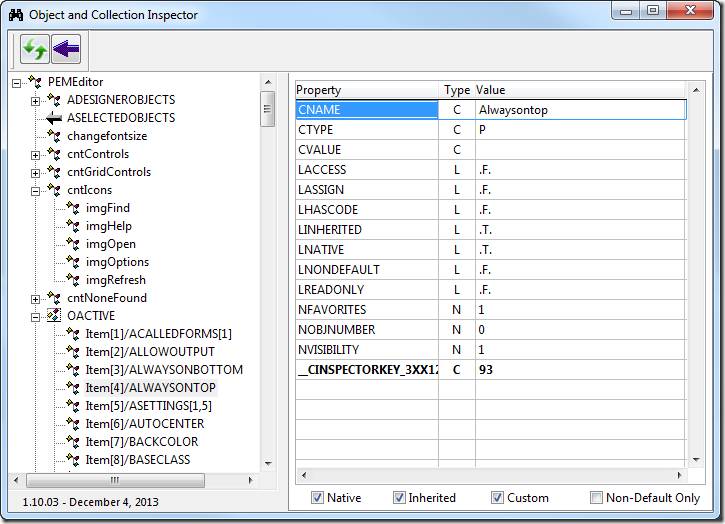 Object and Collection Inspector
PEMEditor
ADESIGNEROBJECTS
ASELECTEDOBJECTS
changefontsize
cntControls
cntGridControls
cntIcons
imgFind
imgHelp
imgOpen
imgOptions
imgRefresh
cntNoneFound
OACTIVE
Item[1]/ACALLEDFORMS[1]
Item[2]/ALLOWOUTPUT
Item[3]/ALWAYSONBOTTOM
Item[4]/ALWAYSONTOP
Item[5]/ASETTINGS[1,5]
Item[6]/AUTOCENTER
Item[7]/BACKCOLOR
Item[8]/BASECLASS
1.10.03 - December 4, 2013
Property Type Value
CNAME C Alwaysontop
CTYPE C P
CVALUE C
LACCESS L .F.
LASSIGN L .F.
LHASCODE L .F.
LINHERITED L .T.
LNATIVE L .T.
LNONDEFAULT L .F.
LREADONLY L .F.
NFAVORITES N 1
NOBJNUMBER N 0
NVISIBILITY N 1
__CINSPECTORKEY_3XX12 C 93
Native Inherited Custom Non-Default Only